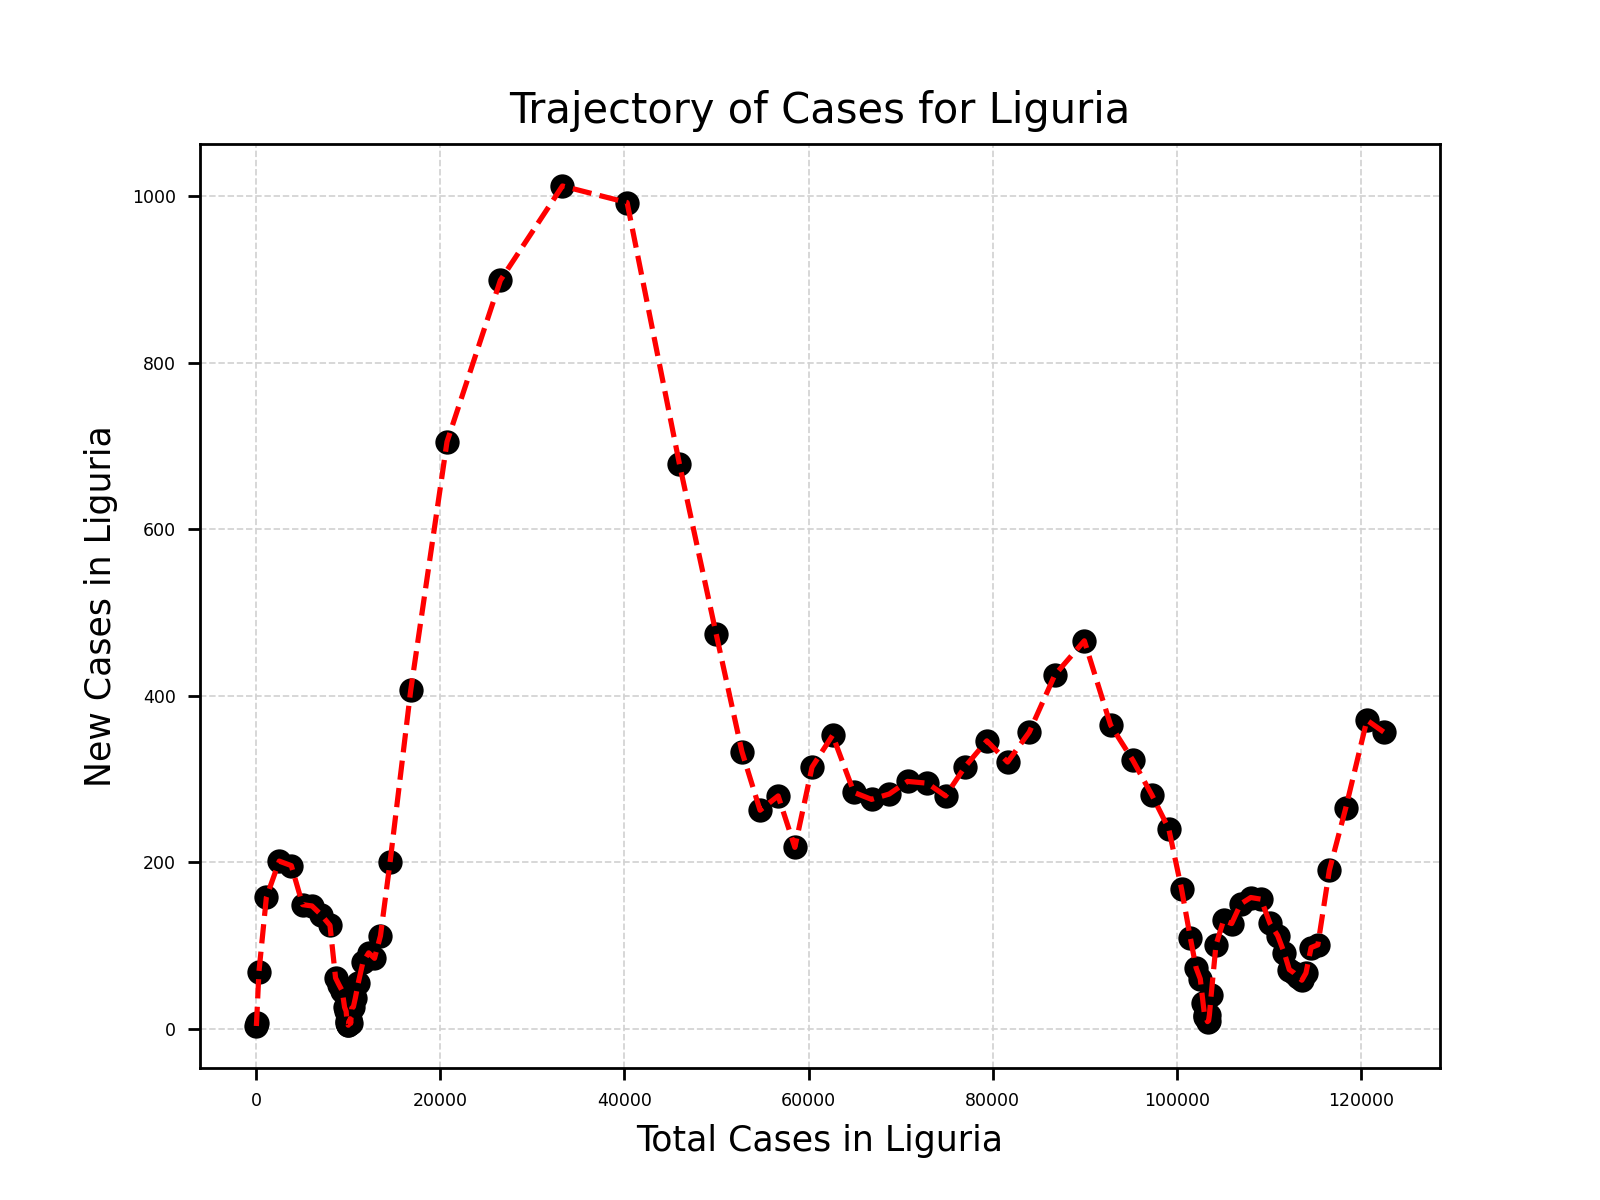 Trajectory of Cases for Liguria
New Cases in Liguria
1000
800
600
400
200
0
0 20000 40000 60000 80000 100000 120000
Total Cases in Liguria